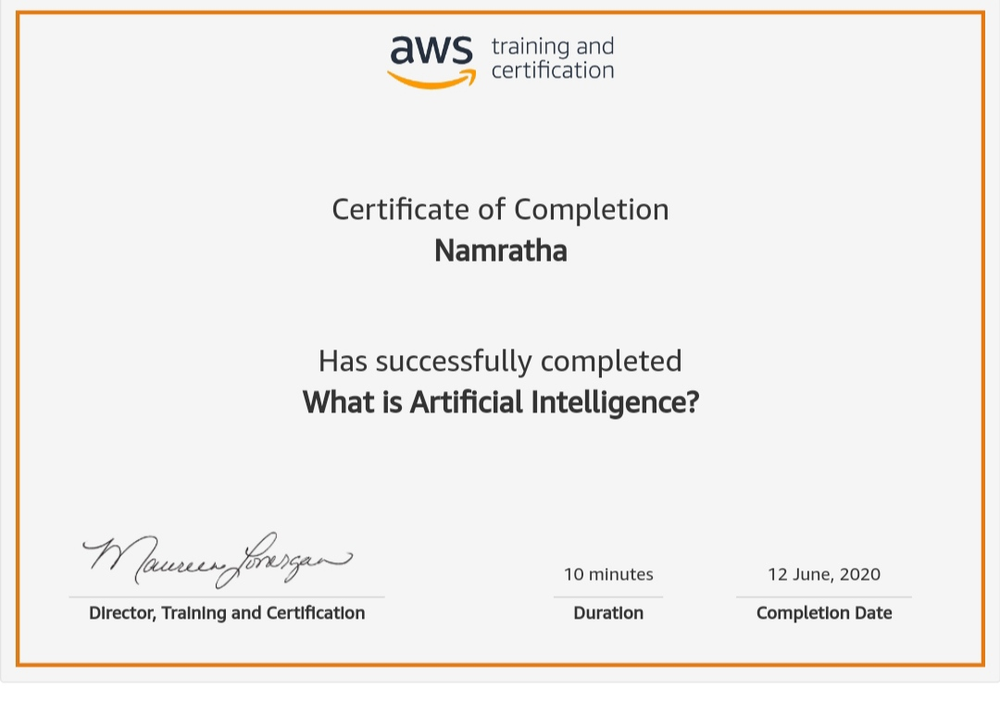 aws training and
certification
Certificate of Completion
Namratha
Has successfully completed
What is Artificial Intelligence?
Maureen Lonergan
10 minutes
12 June, 2020
Director, Training and Certification
Duration
Completion Date